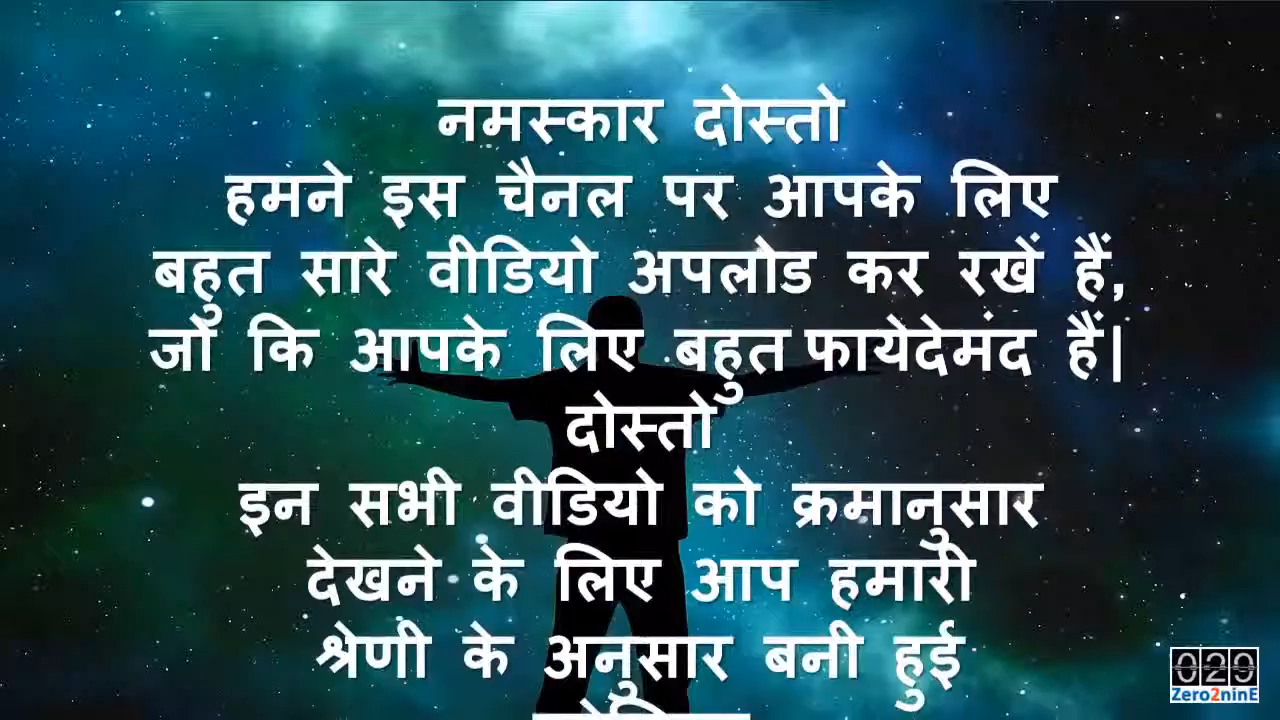 नमस्कार दोस्तो
हमने इस चैनल पर आपके लिए
बहुत सारे वीडियो अपलोड कर रखें हैं,
जो कि आपके लिए बहुत फायेदेमंद हैं|
दोस्तो
इन सभी वीडियो को क्रमानुसार
देखने के लिए आप हमारी
श्रेणी के अनुसार बनी हुई
029
Zero2ninE